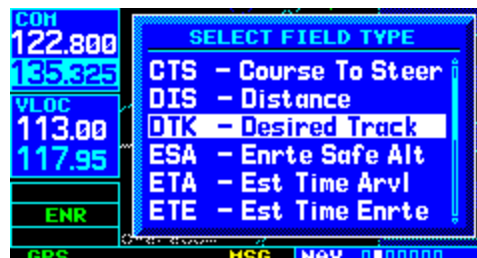 COM
122.800
135.325
VLOC
113.00
117.95
ENR
GPS
SELECT FIELD TYPE
CTS – Course To Steer
DIS – Distance
DTK – Desired Track
ESA – Enrte Safe Alt
ETA – Est Time Arvl
ETE – Est Time Enrte
MSG NAV